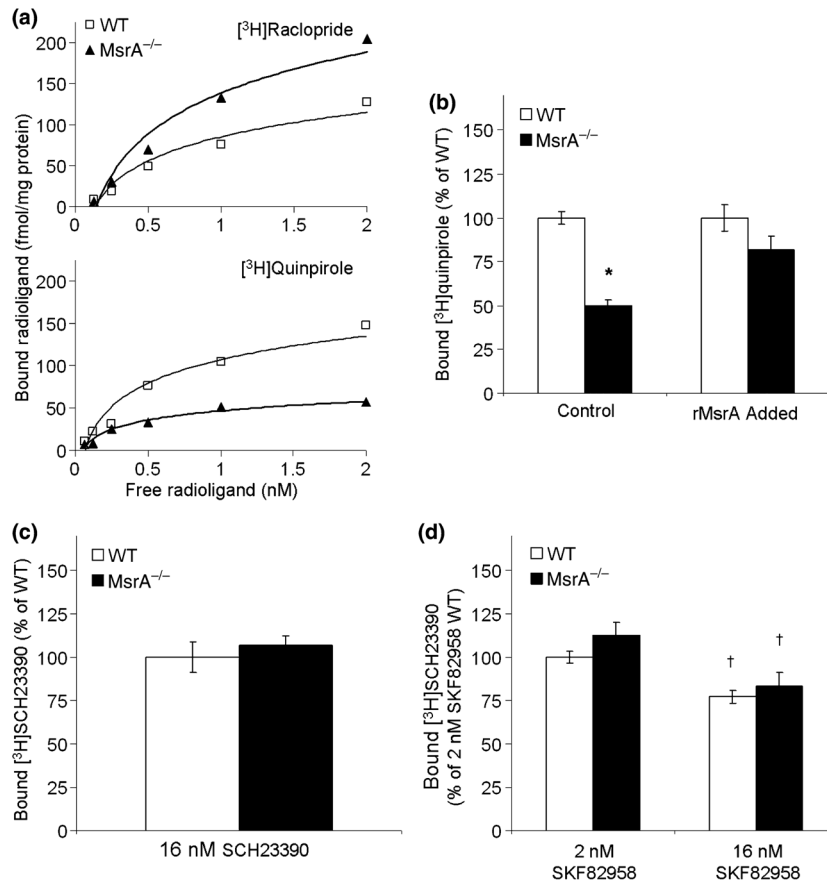 (a)
□ WT
▲ MsrA⁻/⁻
[³H]Raclopride
200
150
100
50
0
0
0.5
1
1.5
2
[³H]Quinpirole
200
150
100
50
0
0
0.5
1
1.5
2
Bound radioligand (fmol/mg protein)
Free radioligand (nM)
(b)
□ WT
■ MsrA⁻/⁻
Bound [³H]quinpirole (% of WT)
150
125
100
75
50
25
0
*
Control
rMsrA Added
(c)
□ WT
■ MsrA⁻/⁻
Bound [³H]SCH23390 (% of WT)
150
125
100
75
50
25
0
16 nM SCH23390
(d)
□ WT
■ MsrA⁻/⁻
Bound [³H]SCH23390
(% of 2 nM SKF82958 WT)
150
125
100
75
50
25
0
†
†
2 nM
SKF82958
16 nM
SKF82958